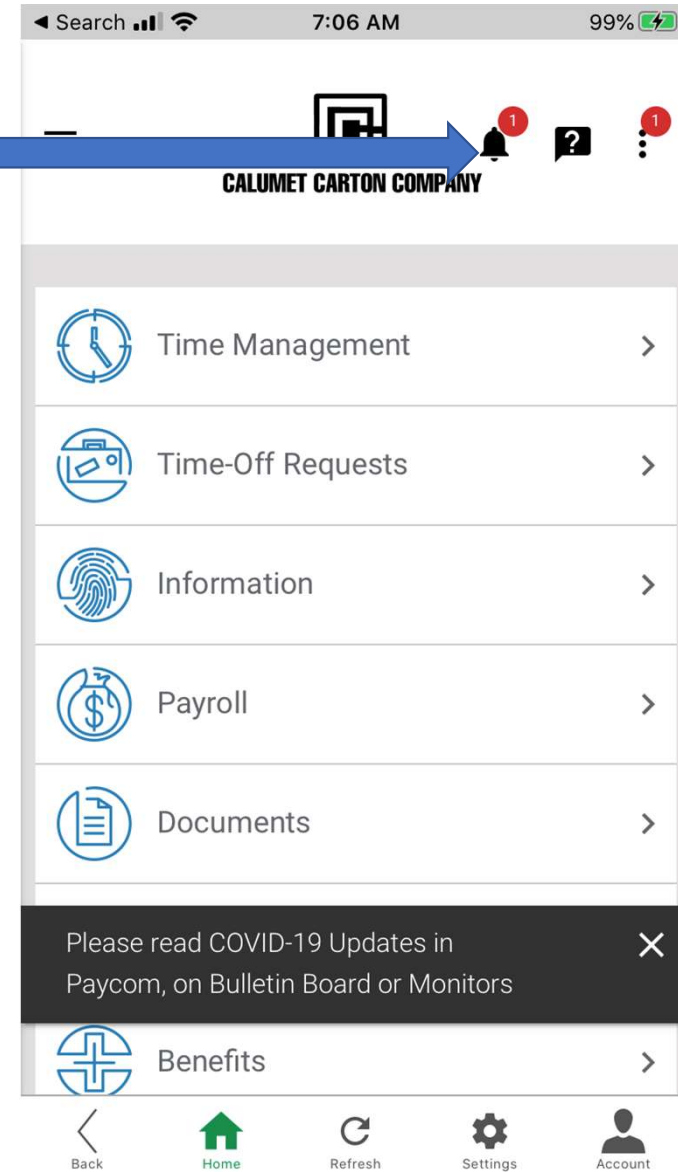 ◀ Search 7:06 AM 99%
1 ? 1
CALUMET CARTON COMPANY
Time Management
Time-Off Requests
Information
$ Payroll
Documents
Please read COVID-19 Updates in
Paycom, on Bulletin Board or Monitors
Benefits
Back Home Refresh Settings Account